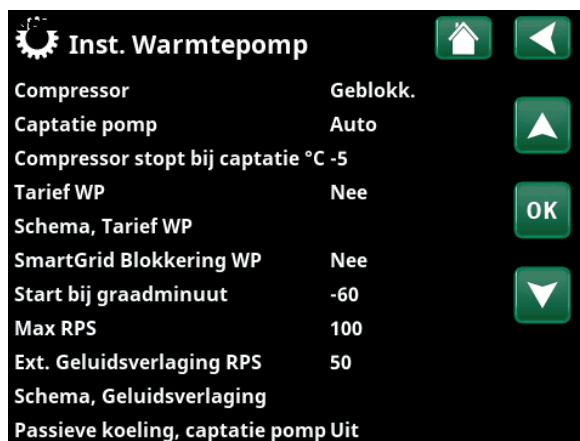 Inst. Warmtepomp
Compressor Geblokk.
Captatie pomp Auto
Compressor stopt bij captatie °C -5
Tarief WP Nee
Schema, Tarief WP
SmartGrid Blokkering WP Nee
Start bij graadminuut -60
Max RPS 100
Ext. Geluidsverlaging RPS 50
Schema, Geluidsverlaging
Passieve koeling, captatie pomp Uit
OK